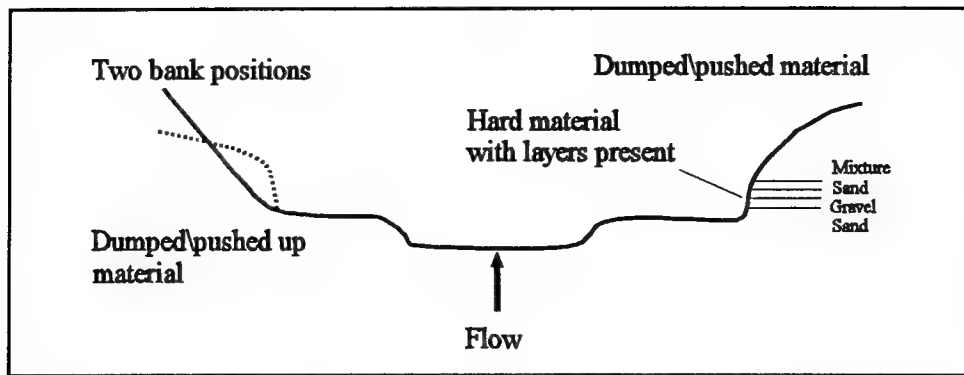 Two bank positions
Dumped\pushed material
Hard material
with layers present
Mixture
Sand
Gravel
Sand
Dumped\pushed up
material
Flow